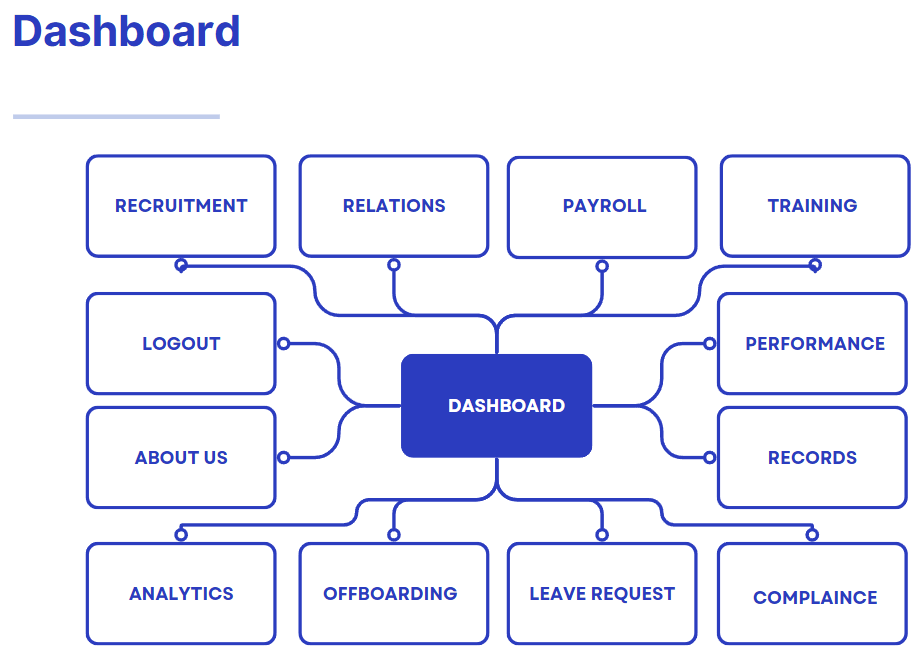 Dashboard
RECRUITMENT
RELATIONS
PAYROLL
TRAINING
LOGOUT
PERFORMANCE
DASHBOARD
ABOUT US
RECORDS
ANALYTICS
OFFBOARDING
LEAVE REQUEST
COMPLAINCE